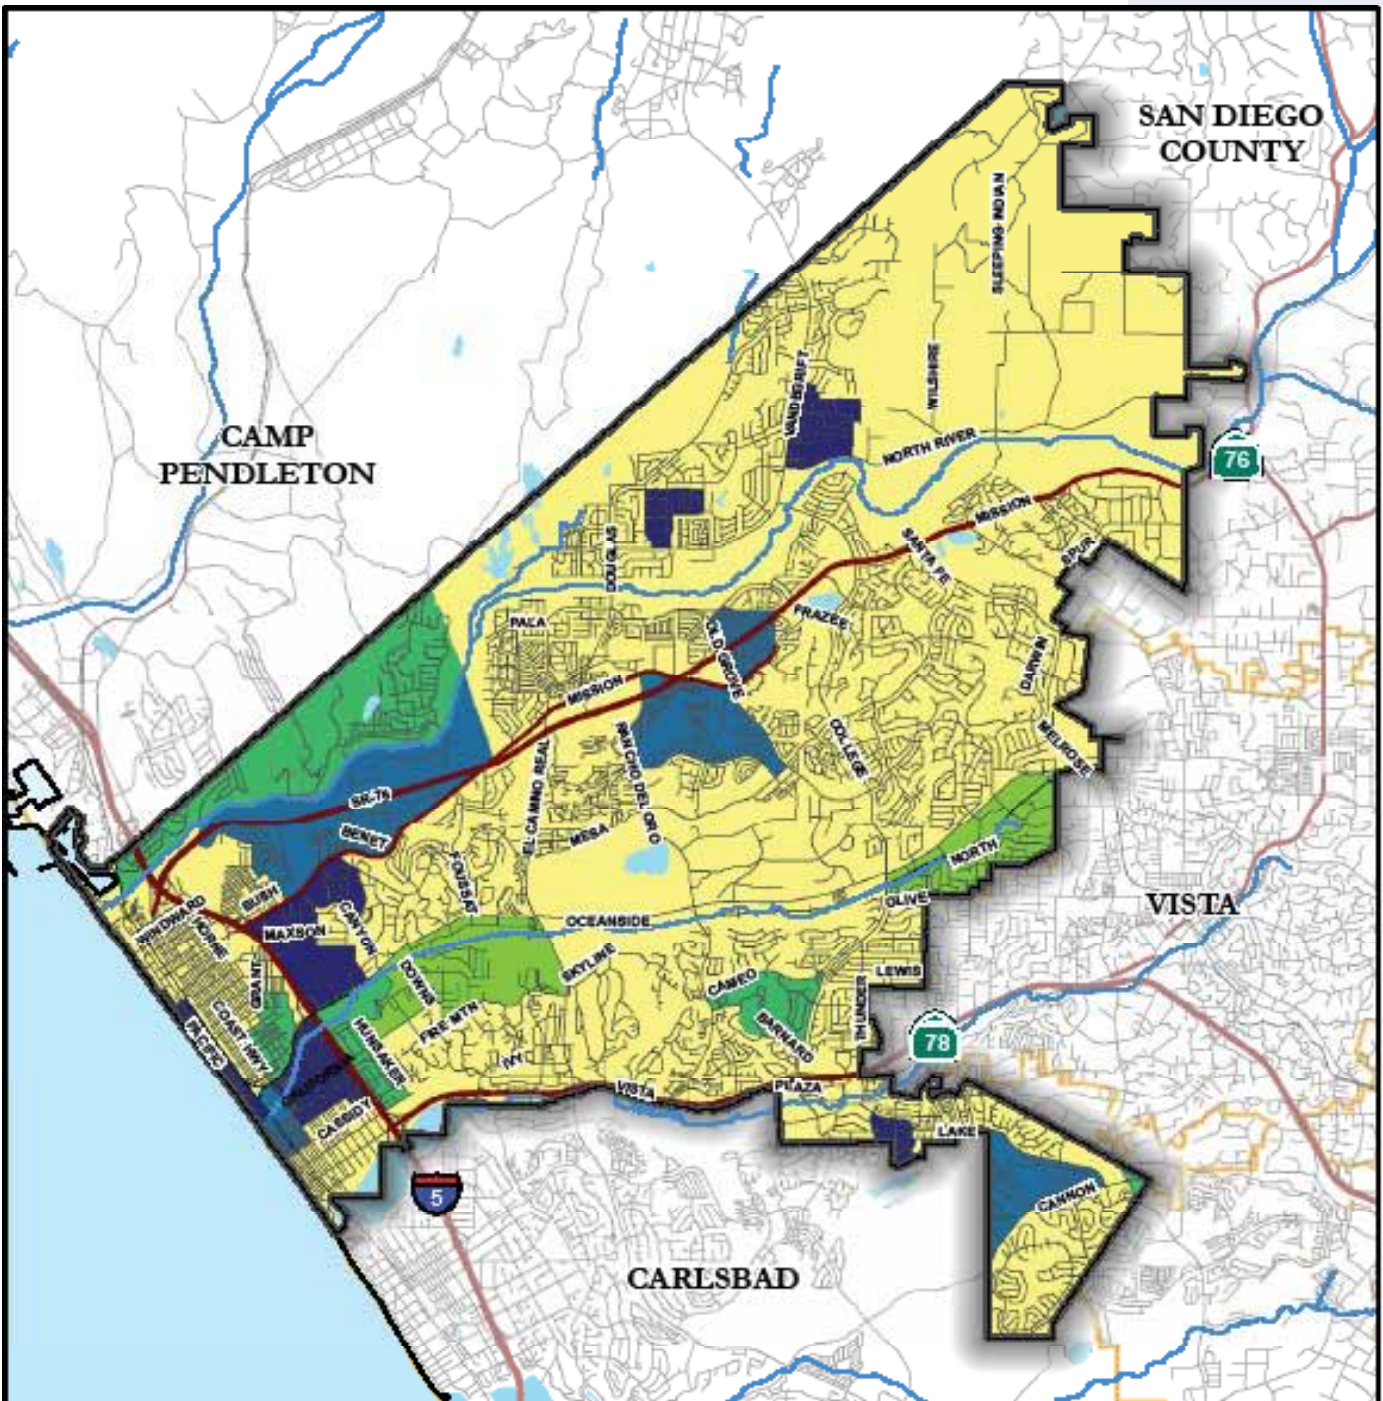 SAN DIEGO
COUNTY
SLEEPING INDIAN
WILSHIRE
VANDEGRIFT
CAMP
PENDLETON
NORTH RIVER
76
MISSION
DOUGLAS
SANTA FE
SPUR
PALA
FRAZEE
OLD GROVE
DARWIN
MISSION
RANCHO DEL ORO
COLLEGE
MELROSE
EL CAMINO REAL
SR-76
BENET
MESA
FOUSSAT
NORTH
BUSH
OLIVE
VISTA
WINDWARD
HORNE
MAXSON
CANYON
OCEANSIDE
SKYLINE
LEWIS
GRANT
DOWNS
CAMEO
THUNDER
COAST HWY
FIRE MTN
BARNARD
PACIFIC
HUNSAKER
IVY
78
VISTA
PLAZA
CASSIDY
LAKE
5
CANNON
CARLSBAD